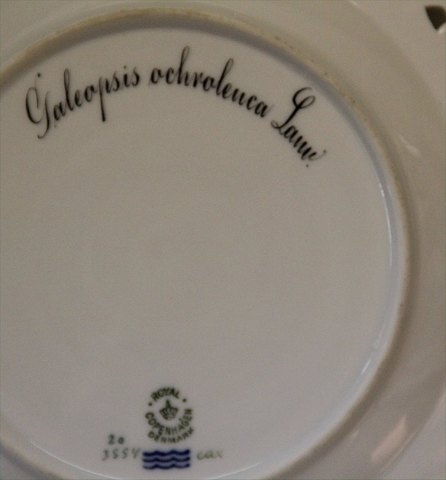 Galeopsis ochroleuca Lam.
ROYAL
COPENHAGEN
DENMARK
20
3554